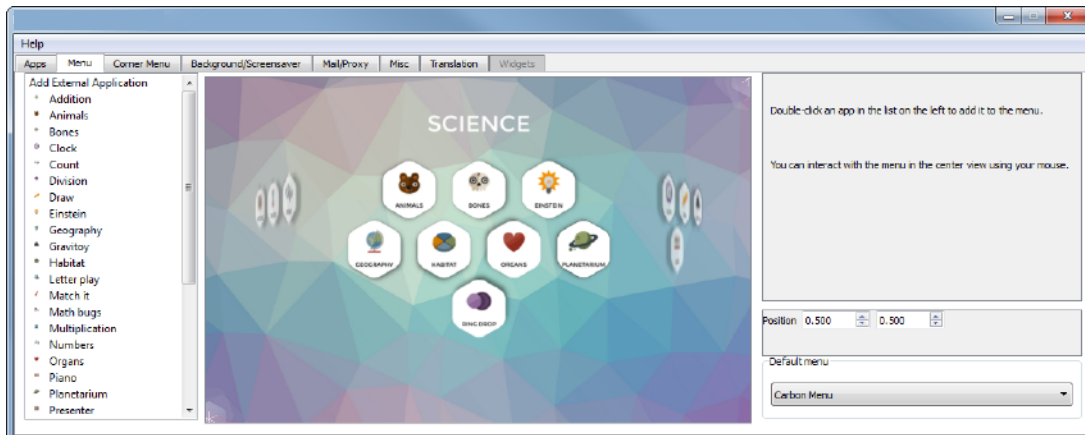 Help
Apps Menu Corner Menu Background/Screensaver Mail/Proxy Misc Translation Widgets
Add External Application
Addition
Animals
Bones
Clock
Count
Division
Draw
Einstein
Geography
Gravitoy
Habitat
Letter play
Match it
Math bugs
Multiplication
Numbers
Organs
Piano
Planetarium
Presenter
SCIENCE
ANIMALS BONES EINSTEIN
GEOGRAPHY HABITAT ORGANS PLANETARIUM
BING DROP
Double-click an app in the list on the left to add it to the menu.
You can interact with the menu in the center view using your mouse.
Position 0.500 0.500
Default menu
Carbon Menu